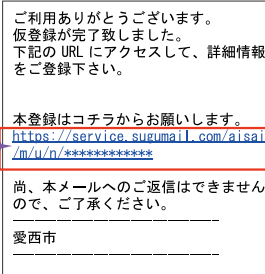 ご利用ありがとうございます。
仮登録が完了致しました。
下記の URL にアクセスして、詳細情報
をご登録下さい。
本登録はコチラからお願いします。
https://service.sugumail.com/aisai
/m/u/n/************
尚、本メールへのご返信はできません
ので、ご了承ください。
―――――――――――――――
愛西市
―――――――――――――――